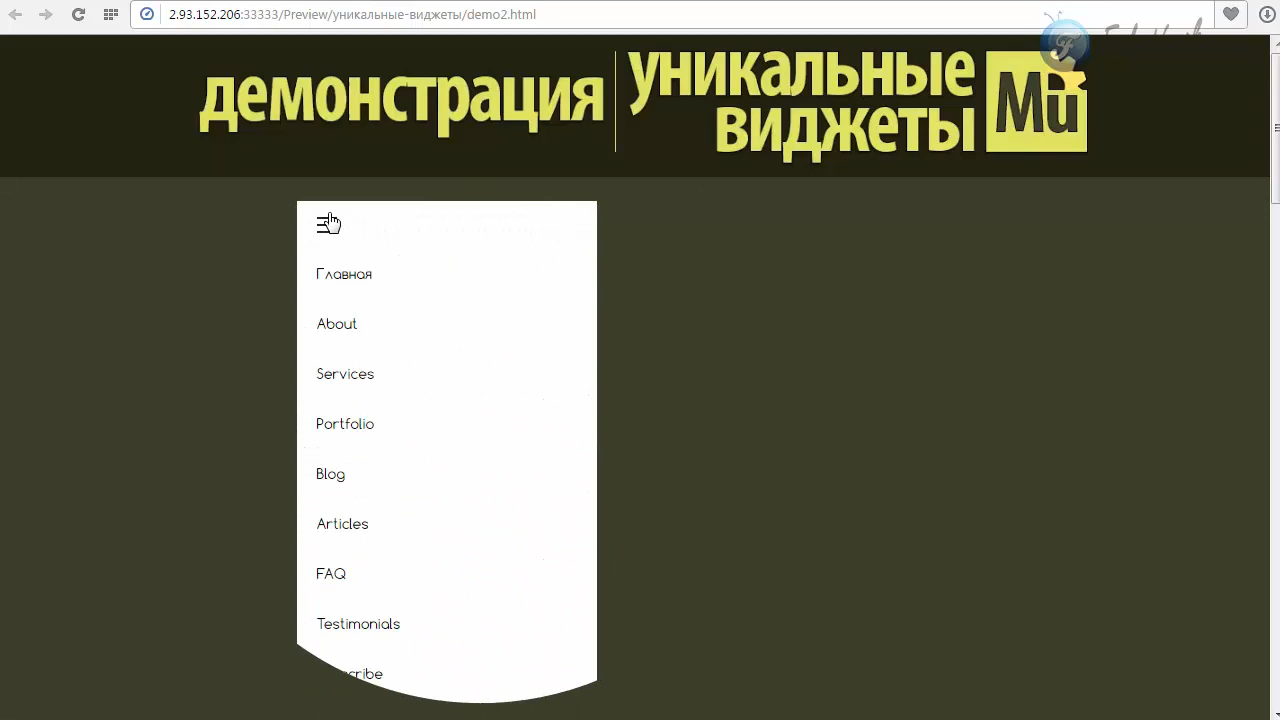 2.93.152.206:33333/Preview/уникальные-виджеты/demo2.html
демонстрация
уникальные
виджеты
Mu
Главная
About
Services
Portfolio
Blog
Articles
FAQ
Testimonials